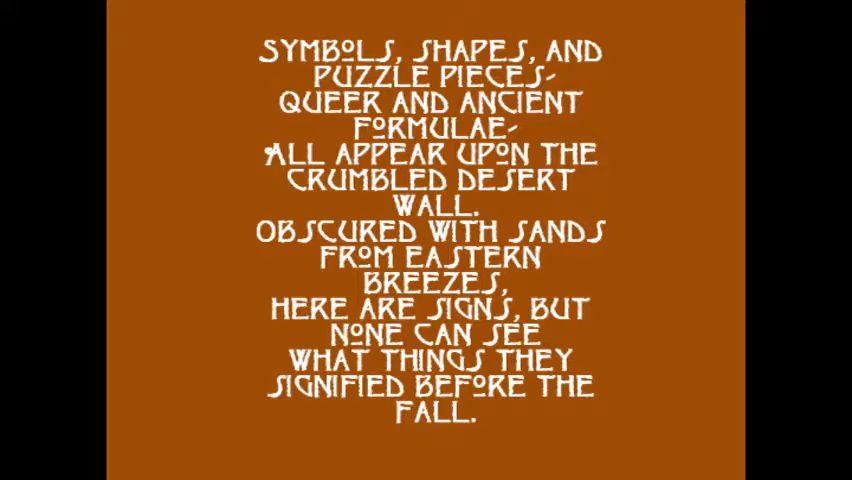 SYMBOLS, SHAPES, AND
PUZZLE PIECES-
QUEER AND ANCIENT
FORMULAE-
ALL APPEAR UPON THE
CRUMBLED DESERT
WALL.
OBSCURED WITH SANDS
FROM EASTERN
BREEZES,
HERE ARE SIGNS, BUT
NONE CAN SEE
WHAT THINGS THEY
SIGNIFIED BEFORE THE
FALL.